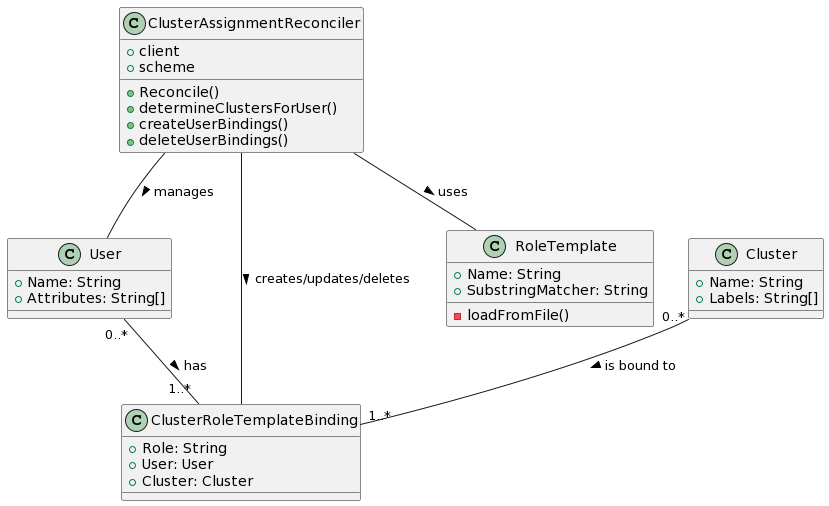 C ClusterAssignmentReconciler
client
scheme
Reconcile()
determineClustersForUser()
createUserBindings()
deleteUserBindings()
manages
uses
C User
Name: String
Attributes: String[]
creates/updates/deletes
C RoleTemplate
Name: String
SubstringMatcher: String
loadFromFile()
C Cluster
Name: String
Labels: String[]
0..*
0..*
has
is bound to
1..*
1..*
C ClusterRoleTemplateBinding
Role: String
User: User
Cluster: Cluster